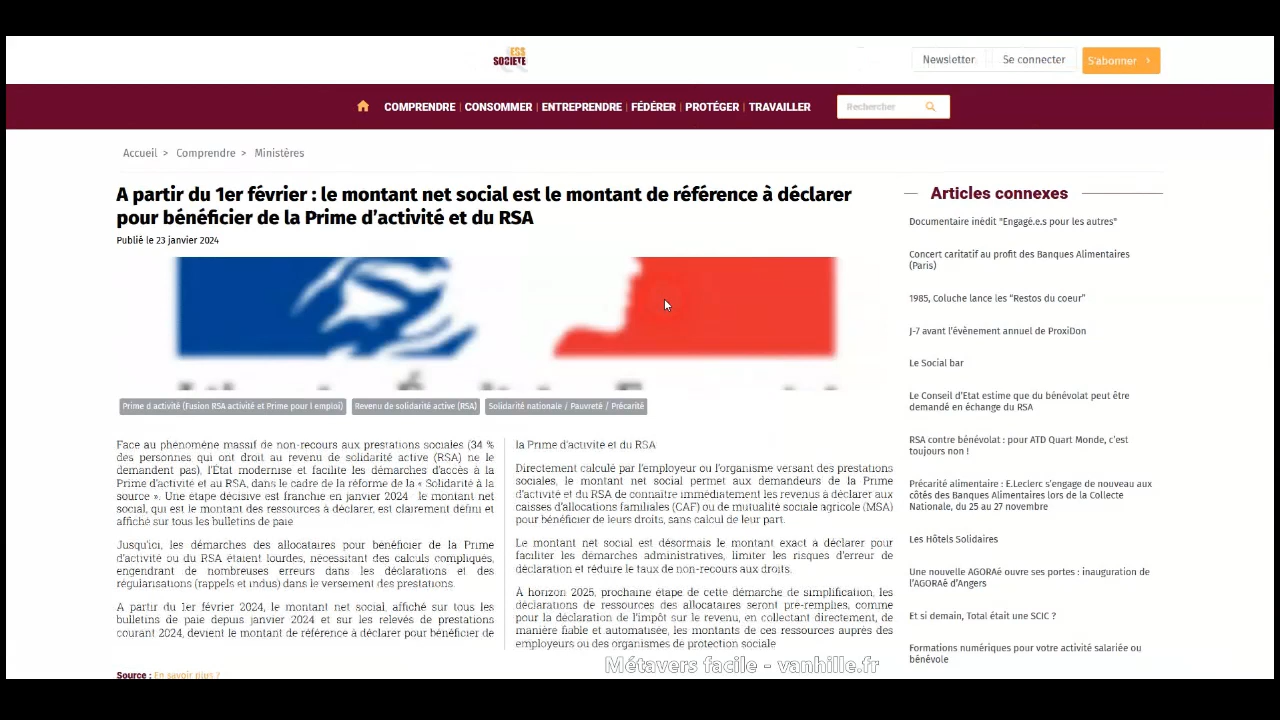 ESS
SOCIETE
Newsletter
Se connecter
S'abonner >
COMPRENDRE | CONSOMMER | ENTREPRENDRE | FÉDÉRER | PROTÉGER | TRAVAILLER
Rechercher
Accueil > Comprendre > Ministères
A partir du 1er février : le montant net social est le montant de référence à déclarer
pour bénéficier de la Prime d'activité et du RSA
Publié le 23 janvier 2024
Prime d activité (Fusion RSA activité et Prime pour l emploi)
Revenu de solidarité active (RSA)
Solidarité nationale / Pauvreté / Précarité
Face au phénomène massif de non-recours aux prestations sociales (34 %
des personnes qui ont droit au revenu de solidarité active (RSA) ne le
demandent pas), l'État modernise et facilite les démarches d'accès à la
Prime d'activité et au RSA, dans le cadre de la réforme de la « Solidarité à la
source ». Une étape décisive est franchie en janvier 2024 le montant net
social, qui est le montant des ressources à déclarer, est clairement défini et
affiché sur tous les bulletins de paie
Jusqu'ici, les démarches des allocataires pour bénéficier de la Prime
d'activité ou du RSA étaient lourdes, nécessitant des calculs compliqués,
engendrant de nombreuses erreurs dans les déclarations et des
régularisations (rappels et indus) dans le versement des prestations.
A partir du 1er février 2024, le montant net social, affiché sur tous les
bulletins de paie depuis janvier 2024 et sur les relevés de prestations
courant 2024, devient le montant de référence à déclarer pour bénéficier de
la Prime d'activité et du RSA
Directement calculé par l'employeur ou l'organisme versant des prestations
sociales, le montant net social permet aux demandeurs de la Prime
d'activité et du RSA de connaître immédiatement les revenus à déclarer aux
caisses d'allocations familiales (CAF) ou de mutualité sociale agricole (MSA)
pour bénéficier de leurs droits, sans calcul de leur part.
Le montant net social est désormais le montant exact à déclarer pour
faciliter les démarches administratives, limiter les risques d'erreur de
déclaration et réduire le taux de non-recours aux droits.
À horizon 2025, prochaine étape de cette démarche de simplification, les
déclarations de ressources des allocataires seront pré-remplies, comme
pour la déclaration de l'impôt sur le revenu, en collectant directement, de
manière fiable et automatisée, les montants de ces ressources auprès des
employeurs ou des organismes de protection sociale
Source : En savoir plus ?
Articles connexes
Documentaire inédit "Engagé.e.s pour les autres"
Concert caritatif au profit des Banques Alimentaires
(Paris)
1985, Coluche lance les "Restos du coeur"
J-7 avant l'évènement annuel de ProxiDon
Le Social bar
Le Conseil d'Etat estime que du bénévolat peut être
demandé en échange du RSA
RSA contre bénévolat : pour ATD Quart Monde, c'est
toujours non !
Précarité alimentaire : E.Leclerc s'engage de nouveau aux
côtés des Banques Alimentaires lors de la Collecte
Nationale, du 25 au 27 novembre
Les Hôtels Solidaires
Une nouvelle AGORAé ouvre ses portes : inauguration de
l'AGORAé d'Angers
Et si demain, Total était une SCIC ?
Formations numériques pour votre activité salariée ou
bénévole
Métavers facile - vanhille.fr